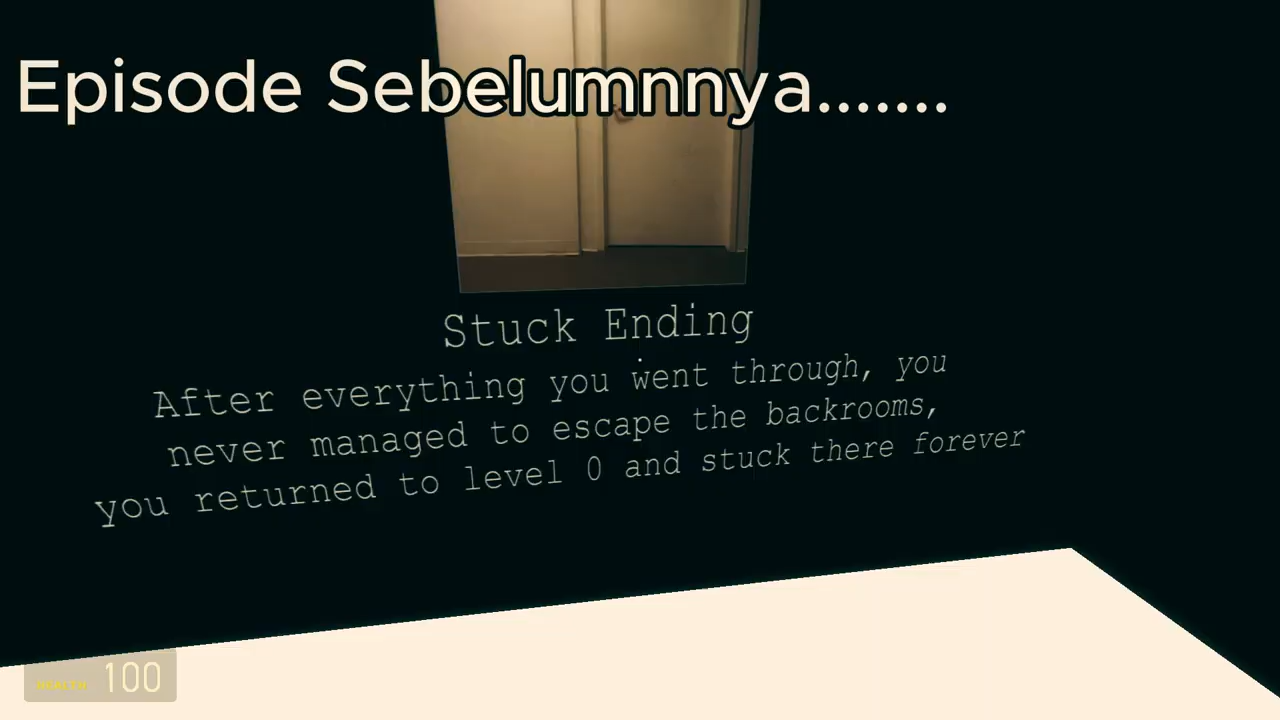 Episode Sebelumnnya.......
Stuck Ending
After everything you went through, you
never managed to escape the backrooms,
you returned to level 0 and stuck there forever
HEALTH 100